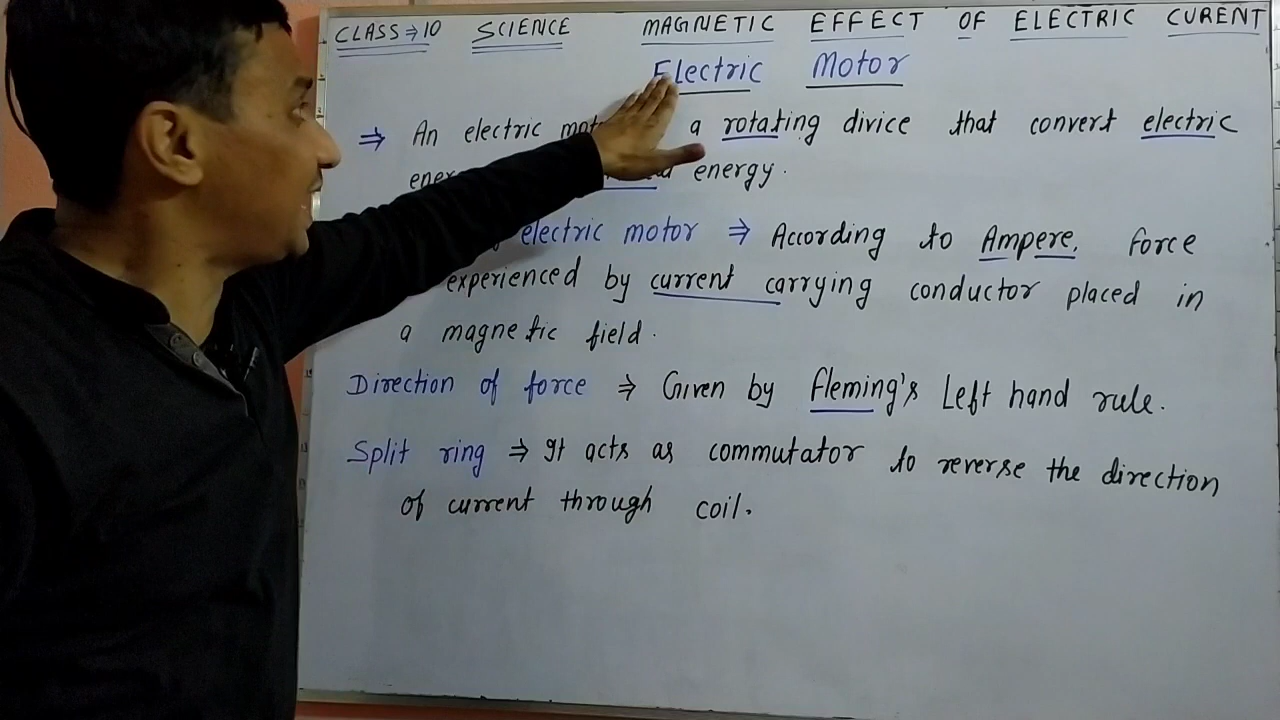 CLASS⇒10 SCIENCE MAGNETIC EFFECT OF ELECTRIC CURENT
Electric Motor
⇒ An electric a rotating divice that convert electric
energy.
electric motor ⇒ According to Ampere, Force
experienced by current carrying conductor placed in
a magnetic field.
Direction of force ⇒ Given by Fleming's Left hand rule.
Split ring ⇒ It acts as commutator to reverse the direction
of current through coil.